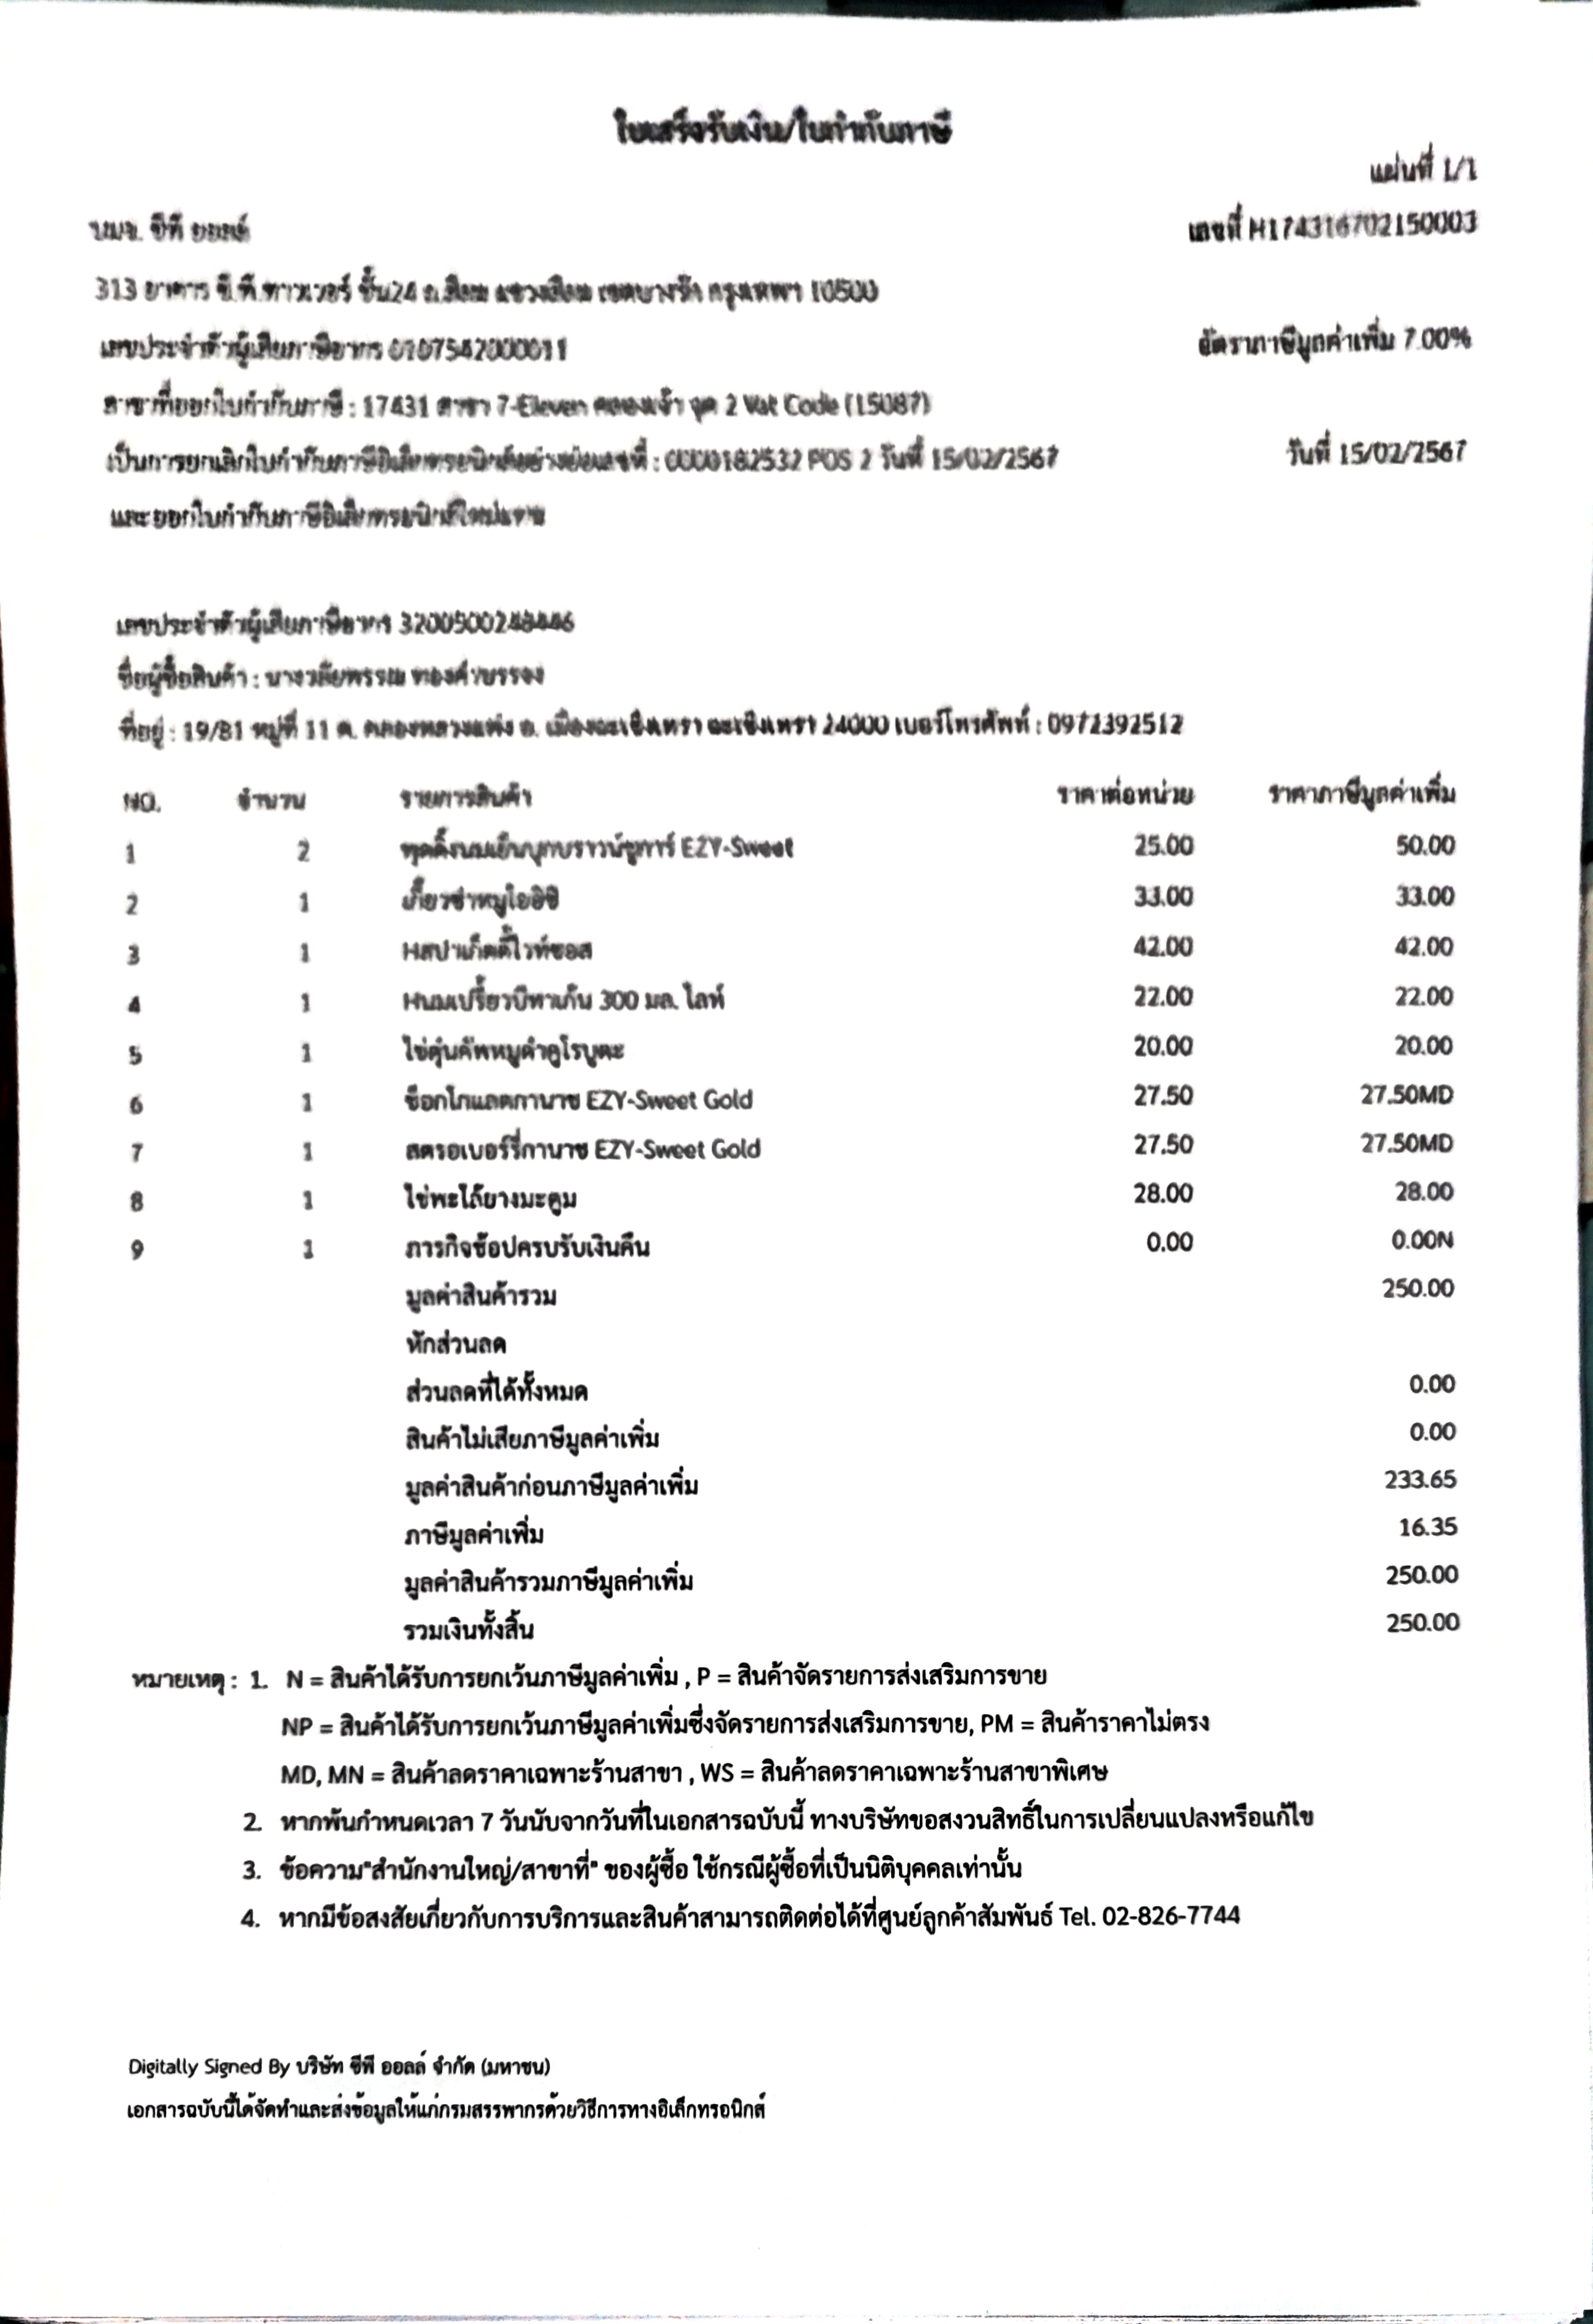 ใบเสร็จรับเงิน/ใบกำกับภาษี
แผ่นที่ 1/1
บมจ. ซีพี ออลล์
เลขที่ H174316702150003
313 อาคาร ซี.พี.ทาวเวอร์ ชั้น24 ถ.สีลม แขวงสีลม เขตบางรัก กรุงเทพฯ 10500
เลขประจำตัวผู้เสียภาษีอากร 0107542000011
อัตราภาษีมูลค่าเพิ่ม 7.00%
สาขาที่ออกใบกำกับภาษี : 17431 สาขา 7-Eleven คลองเจ้า จุด 2 Vat Code (15087)
เป็นการยกเลิกใบกำกับภาษีอิเล็กทรอนิกส์อย่างย่อเลขที่ : 0000182532 POS 2 วันที่ 15/02/2567
วันที่ 15/02/2567
และออกใบกำกับภาษีอิเล็กทรอนิกส์ใหม่แทน
เลขประจำตัวผู้เสียภาษีอากร
ชื่อผู้ซื้อสินค้า :
ที่อยู่ : 19/81 หมู่ที่ 11 ต. คลองหลวงแพ่ง อ. เมืองฉะเชิงเทรา ฉะเชิงเทรา 24000 เบอร์โทรศัพท์ : 0972392512
NO. จำนวน รายการสินค้า ราคาต่อหน่วย ราคาภาษีมูลค่าเพิ่ม
1 2 พุดดิ้งนมเย็นบุกบราวน์ชูการ์ EZY-Sweet 25.00 50.00
2 1 เกี๊ยวซ่าหมูโออิชิ 33.00 33.00
3 1 Hสปาเก็ตตี้ไวท์ซอส 42.00 42.00
4 1 Hนมเปรี้ยวบีทาเก้น 300 มล. ไลท์ 22.00 22.00
5 1 ไข่ตุ๋นคัพหมูดำคูโรบูตะ 20.00 20.00
6 1 ช็อกโกแลตกานาซ EZY-Sweet Gold 27.50 27.50MD
7 1 สตรอเบอร์รี่กานาซ EZY-Sweet Gold 27.50 27.50MD
8 1 ไข่พะโล้ยางมะตูม 28.00 28.00
9 1 ภารกิจช้อปครบรับเงินคืน 0.00 0.00N
มูลค่าสินค้ารวม 250.00
หักส่วนลด
ส่วนลดที่ได้ทั้งหมด 0.00
สินค้าไม่เสียภาษีมูลค่าเพิ่ม 0.00
มูลค่าสินค้าก่อนภาษีมูลค่าเพิ่ม 233.65
ภาษีมูลค่าเพิ่ม 16.35
มูลค่าสินค้ารวมภาษีมูลค่าเพิ่ม 250.00
รวมเงินทั้งสิ้น 250.00
หมายเหตุ : 1. N = สินค้าได้รับการยกเว้นภาษีมูลค่าเพิ่ม , P = สินค้าจัดรายการส่งเสริมการขาย
NP = สินค้าได้รับการยกเว้นภาษีมูลค่าเพิ่มซึ่งจัดรายการส่งเสริมการขาย, PM = สินค้าราคาไม่ตรง
MD, MN = สินค้าลดราคาเฉพาะร้านสาขา , WS = สินค้าลดราคาเฉพาะร้านสาขาพิเศษ
2. หากพ้นกำหนดเวลา 7 วันนับจากวันที่ในเอกสารฉบับนี้ ทางบริษัทขอสงวนสิทธิ์ในการเปลี่ยนแปลงหรือแก้ไข
3. ข้อความ"สำนักงานใหญ่/สาขาที่" ของผู้ซื้อ ใช้กรณีผู้ซื้อที่เป็นนิติบุคคลเท่านั้น
4. หากมีข้อสงสัยเกี่ยวกับการบริการและสินค้าสามารถติดต่อได้ที่ศูนย์ลูกค้าสัมพันธ์ Tel. 02-826-7744
Digitally Signed By บริษัท ซีพี ออลล์ จำกัด (มหาชน)
เอกสารฉบับนี้ได้จัดทำและส่งข้อมูลให้แก่กรมสรรพากรด้วยวิธีการทางอิเล็กทรอนิกส์